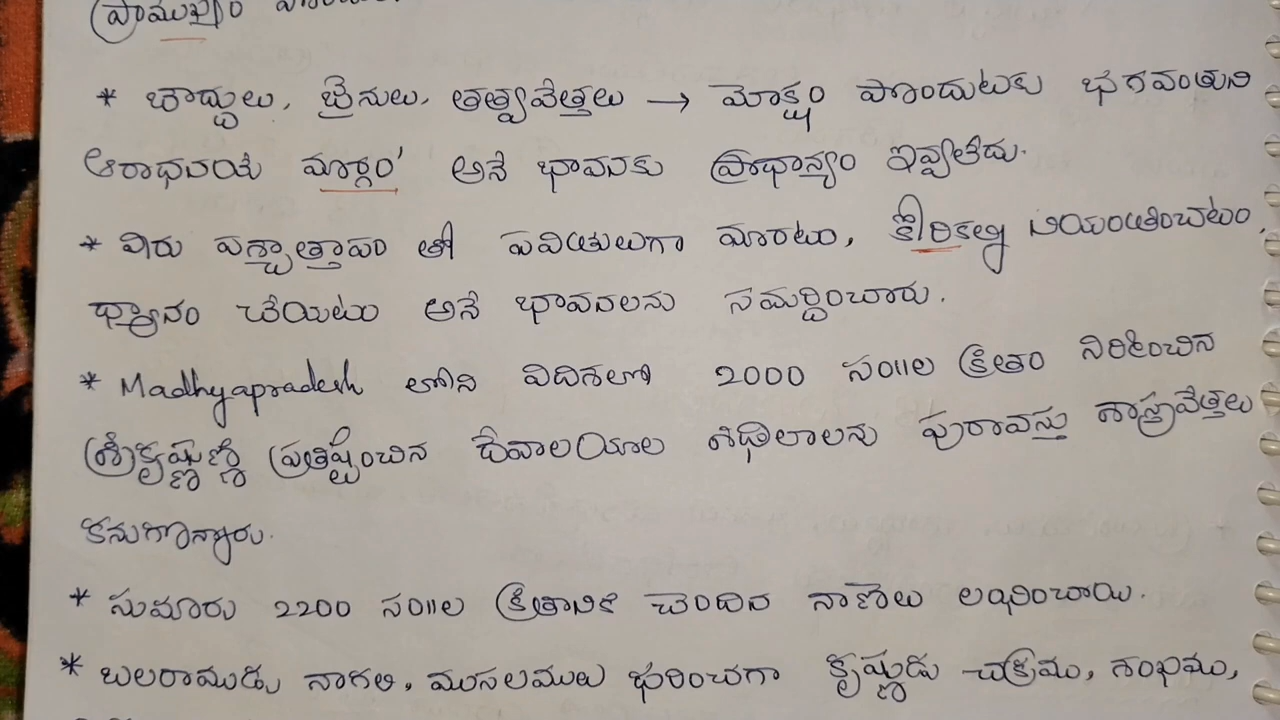 ప్రాముఖ్యం
* బౌద్ధులు, జైనులు, తత్వవేత్తలు → మోక్షం పొందుటకు భగవంతుని
ఆరాధనయే మార్గం' అనే భావనకు ప్రాధాన్యం ఇవ్వలేదు.
* వీరు పశ్చాత్తాపం తో పవిత్రులుగా మారటం, కోరికల్ని నియంత్రించటం,
ధ్యానం చేయటం అనే భావనలను సమర్థించారు.
* Madhyapradesh లోని విదిశలో 2000 సం॥ల క్రితం నిర్మించిన
శ్రీకృష్ణుణ్ణి ప్రతిష్ఠించిన దేవాలయాల శిథిలాలను పురావస్తు శాస్త్రవేత్తలు
కనుగొన్నారు.
* సుమారు 2200 సం॥ల క్రితానికి చెందిన నాణేలు లభించాయి.
* బలరాముడు నాగలి, ముసలములు ధరించగా కృష్ణుడు చక్రము, శంఖము,